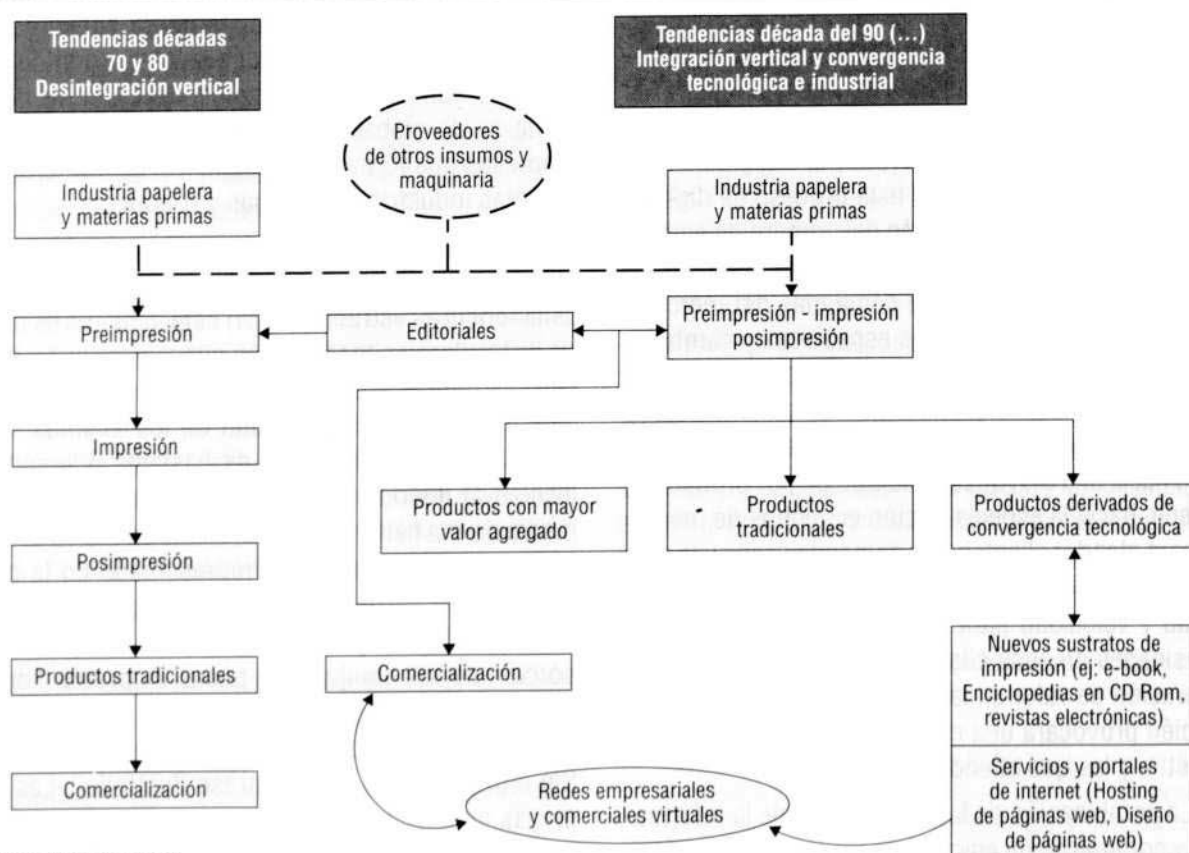 Tendencias décadas
70 y 80
Desintegración vertical
Tendencias década del 90 (...)
Integración vertical y convergencia
tecnológica e industrial
Proveedores
de otros insumos y
maquinaria
Industria papelera
y materias primas
Industria papelera
y materias primas
Preimpresión
Editoriales
Preimpresión - impresión
posimpresión
Impresión
Productos con mayor
valor agregado
Productos
tradicionales
Productos derivados de
convergencia tecnológica
Posimpresión
Productos tradicionales
Comercialización
Nuevos sustratos de
impresión (ej: e-book,
Enciclopedias en CD Rom,
revistas electrónicas)
Comercialización
Redes empresariales
y comerciales virtuales
Servicios y portales
de internet (Hosting
de páginas web, Diseño
de páginas web)